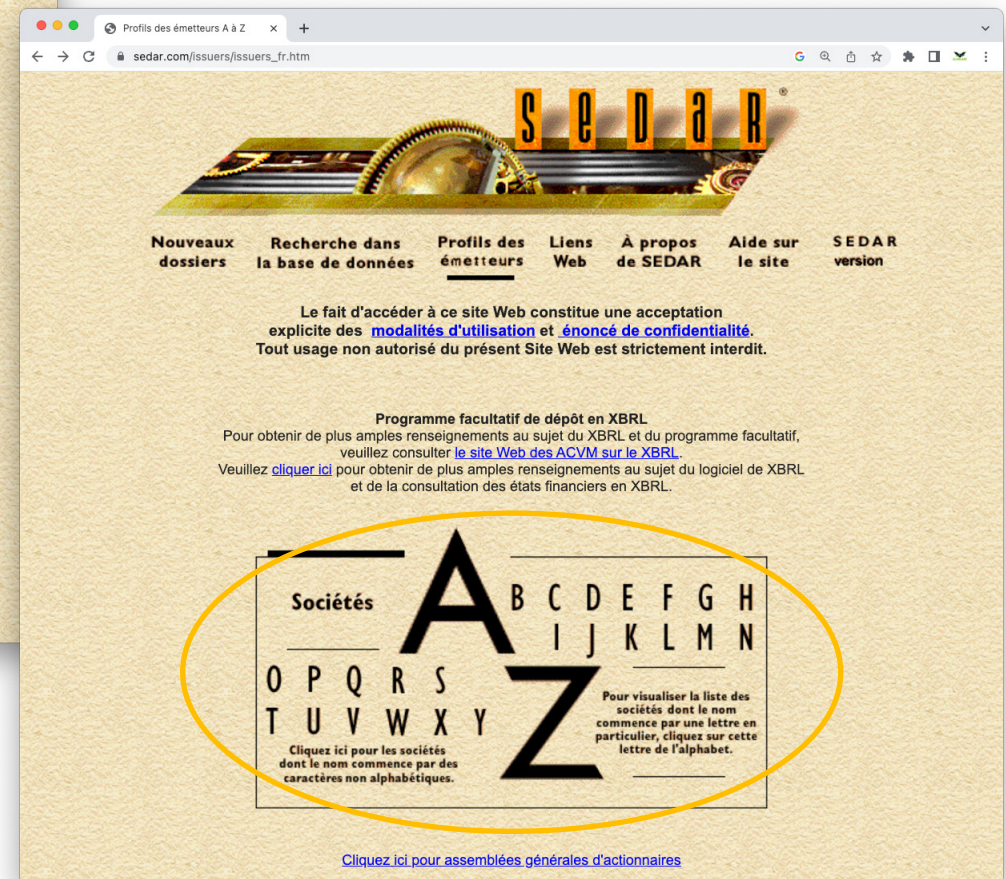 Profils des émetteurs A à Z
sedar.com/issuers/issuers_fr.htm
SEDAR®
Nouveaux dossiers
Recherche dans la base de données
Profils des émetteurs
Liens Web
À propos de SEDAR
Aide sur le site
SEDAR version
Le fait d'accéder à ce site Web constitue une acceptation
explicite des modalités d'utilisation et énoncé de confidentialité.
Tout usage non autorisé du présent Site Web est strictement interdit.
Programme facultatif de dépôt en XBRL
Pour obtenir de plus amples renseignements au sujet du XBRL et du programme facultatif,
veuillez consulter le site Web des ACVM sur le XBRL.
Veuillez cliquer ici pour obtenir de plus amples renseignements au sujet du logiciel de XBRL
et de la consultation des états financiers en XBRL.
Sociétés
A B C D E F G H
I J K L M N
O P Q R S
T U V W X Y Z
Cliquez ici pour les sociétés
dont le nom commence par des
caractères non alphabétiques.
Pour visualiser la liste des
sociétés dont le nom
commence par une lettre en
particulier, cliquez sur cette
lettre de l'alphabet.
Cliquez ici pour assemblées générales d'actionnaires